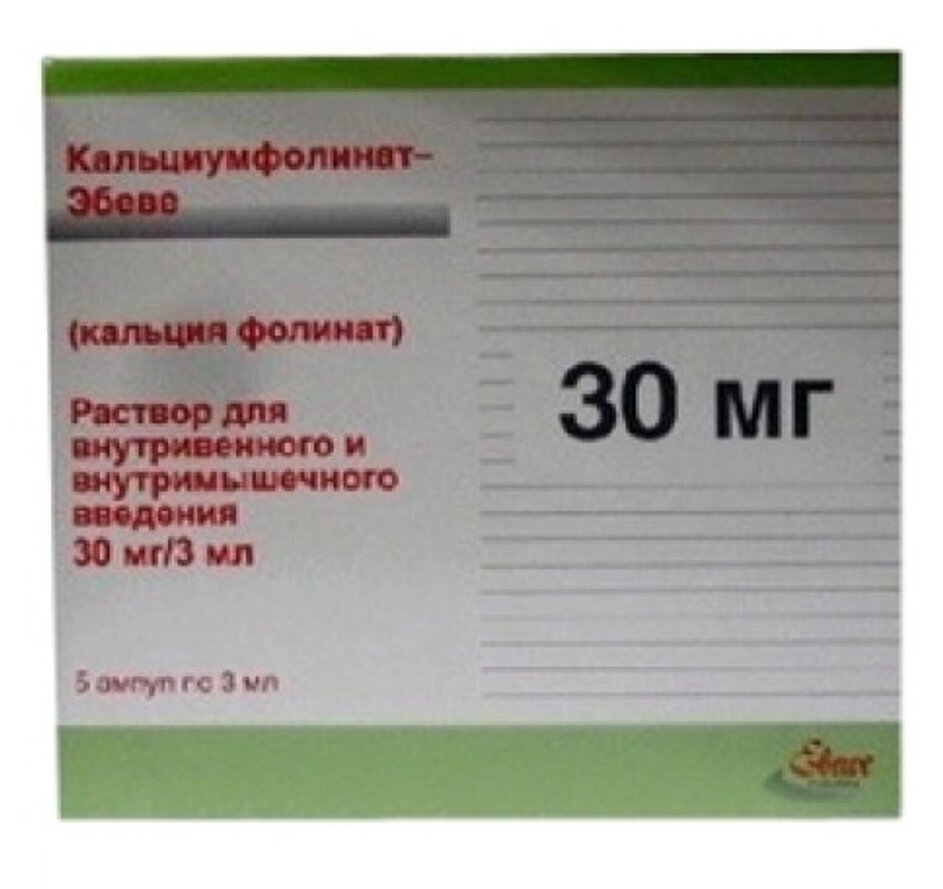 Кальциумфолинат-
Эбеве
(кальция фолинат)
Раствор для
внутривенного и
внутримышечного
введения
30 мг/3 мл
30 мг
5 ампул по 3 мл
Ebewe